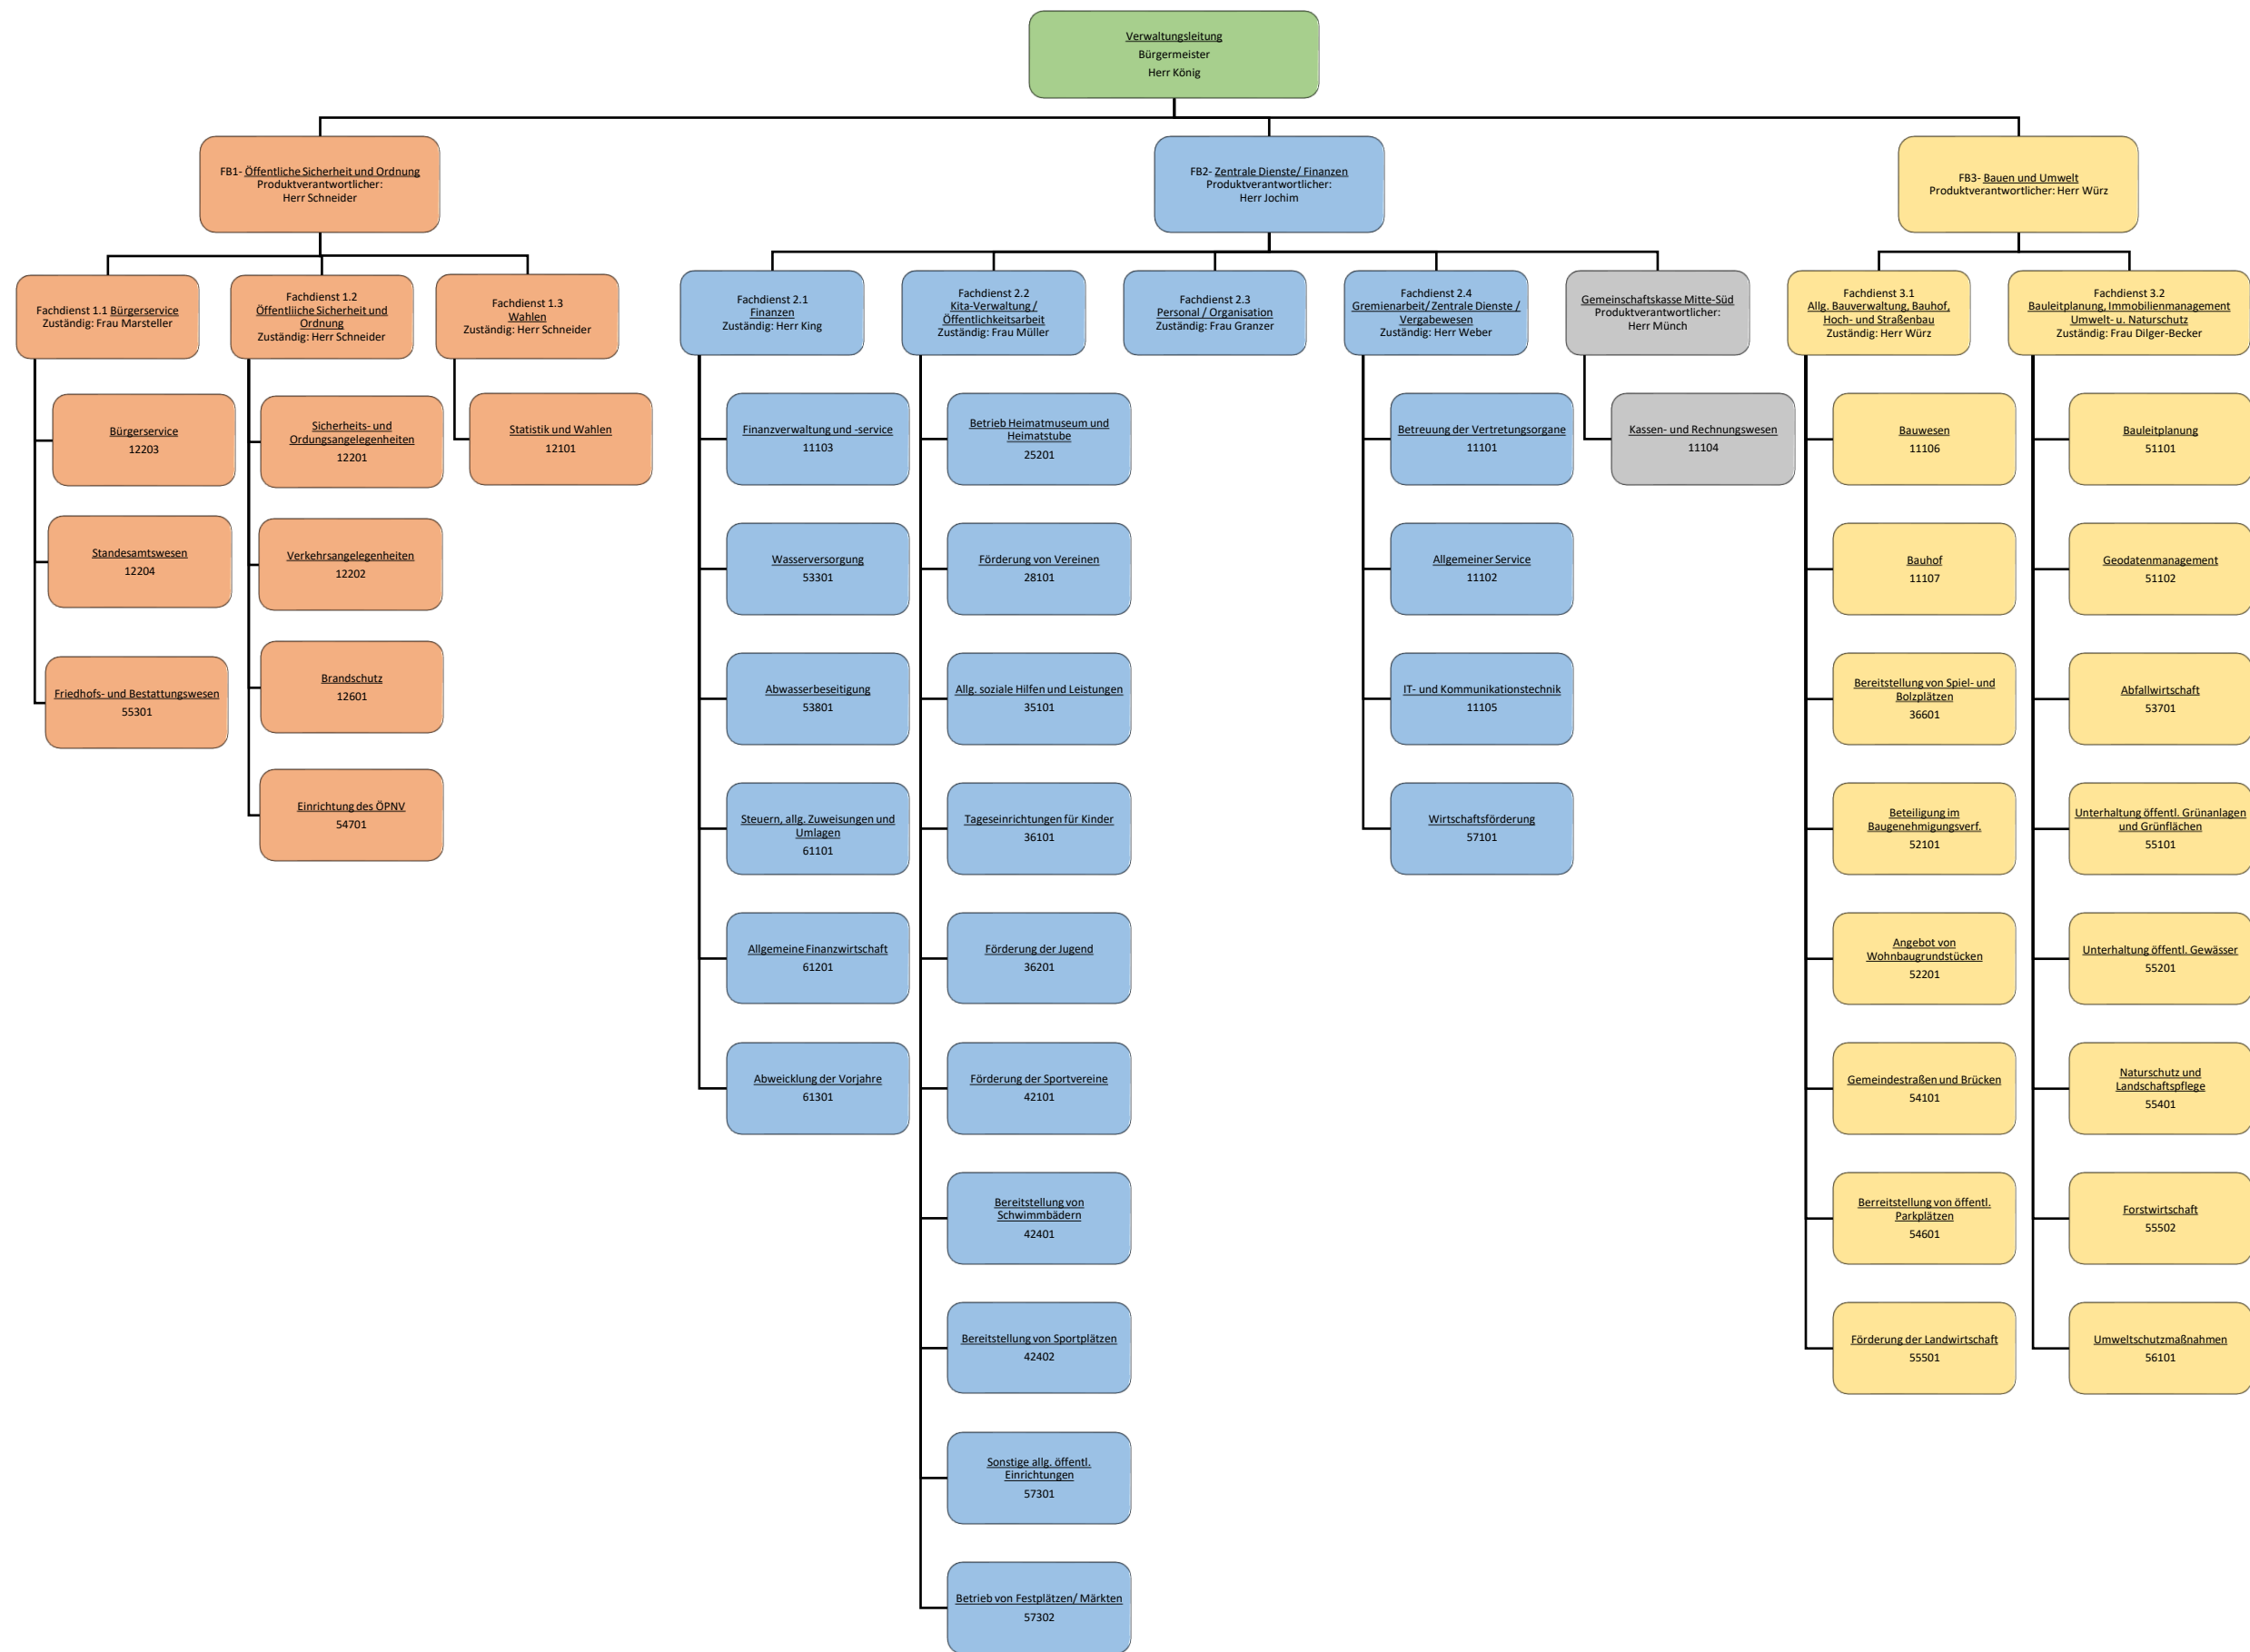 Verwaltungsleitung
Bürgermeister
Herr König
FB1- Öffentliche Sicherheit und Ordnung
Produktverantwortlicher:
Herr Schneider
FB2- Zentrale Dienste/ Finanzen
Produktverantwortlicher:
Herr Jochim
FB3- Bauen und Umwelt
Produktverantwortlicher: Herr Würz
Fachdienst 1.1 Bürgerservice
Zuständig: Frau Marsteller
Fachdienst 1.2
Öffentlliche Sicherheit und
Ordnung
Zuständig: Herr Schneider
Fachdienst 1.3
Wahlen
Zuständig: Herr Schneider
Fachdienst 2.1
Finanzen
Zuständig: Herr King
Fachdienst 2.2
Kita-Verwaltung /
Öffentlichkeitsarbeit
Zuständig: Frau Müller
Fachdienst 2.3
Personal / Organisation
Zuständig: Frau Granzer
Fachdienst 2.4
Gremienarbeit/ Zentrale Dienste /
Vergabewesen
Zuständig: Herr Weber
Gemeinschaftskasse Mitte-Süd
Produktverantwortlicher:
Herr Münch
Fachdienst 3.1
Allg. Bauverwaltung, Bauhof,
Hoch- und Straßenbau
Zuständig: Herr Würz
Fachdienst 3.2
Bauleitplanung, Immobilienmanagement
Umwelt- u. Naturschutz
Zuständig: Frau Dilger-Becker
Bürgerservice
12203
Standesamtswesen
12204
Friedhofs- und Bestattungswesen
55301
Sicherheits- und
Ordungsangelegenheiten
12201
Verkehrsangelegenheiten
12202
Brandschutz
12601
Einrichtung des ÖPNV
54701
Statistik und Wahlen
12101
Finanzverwaltung und -service
11103
Wasserversorgung
53301
Abwasserbeseitigung
53801
Steuern, allg. Zuweisungen und
Umlagen
61101
Allgemeine Finanzwirtschaft
61201
Abweicklung der Vorjahre
61301
Betrieb Heimatmuseum und
Heimatstube
25201
Förderung von Vereinen
28101
Allg. soziale Hilfen und Leistungen
35101
Tageseinrichtungen für Kinder
36101
Förderung der Jugend
36201
Förderung der Sportvereine
42101
Bereitstellung von
Schwimmbädern
42401
Bereitstellung von Sportplätzen
42402
Sonstige allg. öffentl.
Einrichtungen
57301
Betrieb von Festplätzen/ Märkten
57302
Betreuung der Vertretungsorgane
11101
Allgemeiner Service
11102
IT- und Kommunikationstechnik
11105
Wirtschaftsförderung
57101
Kassen- und Rechnungswesen
11104
Bauwesen
11106
Bauhof
11107
Bereitstellung von Spiel- und
Bolzplätzen
36601
Beteiligung im
Baugenehmigungsverf.
52101
Angebot von
Wohnbaugrundstücken
52201
Gemeindestraßen und Brücken
54101
Berreitstellung von öffentl.
Parkplätzen
54601
Förderung der Landwirtschaft
55501
Bauleitplanung
51101
Geodatenmanagement
51102
Abfallwirtschaft
53701
Unterhaltung öffentl. Grünanlagen
und Grünflächen
55101
Unterhaltung öffentl. Gewässer
55201
Naturschutz und
Landschaftspflege
55401
Forstwirtschaft
55502
Umweltschutzmaßnahmen
56101